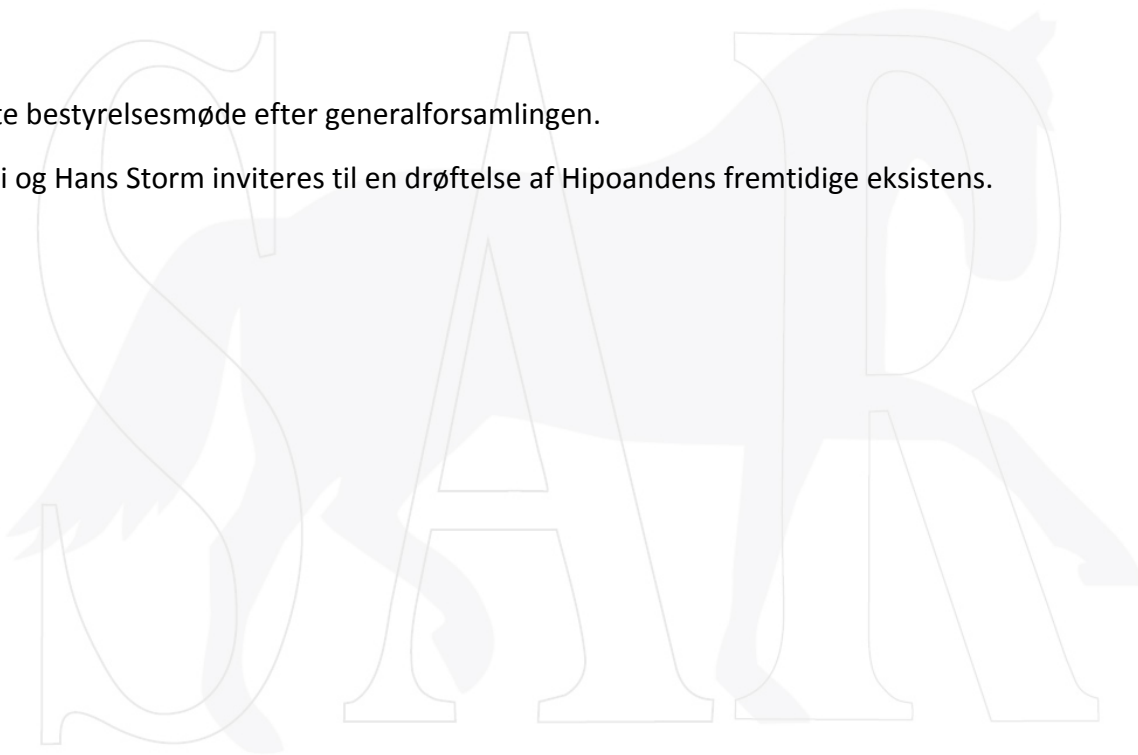 te bestyrelsesmøde efter generalforsamlingen.
i og Hans Storm inviteres til en drøftelse af Hipoandens fremtidige eksistens.
SAR